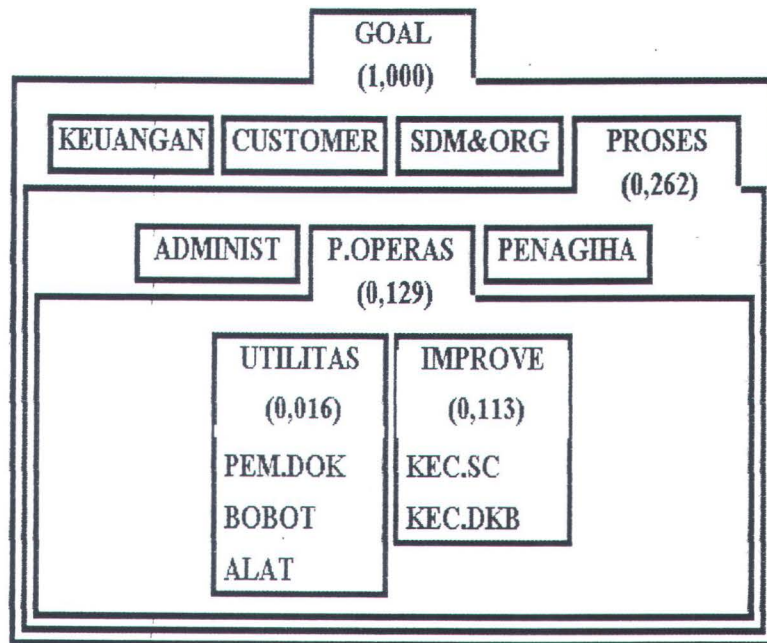 GOAL
(1,000)
KEUANGAN CUSTOMER SDM&ORG PROSES
(0,262)
ADMINIST P.OPERAS PENAGIHA
(0,129)
UTILITAS IMPROVE
(0,016) (0,113)
PEM.DOK KEC.SC
BOBOT KEC.DKB
ALAT